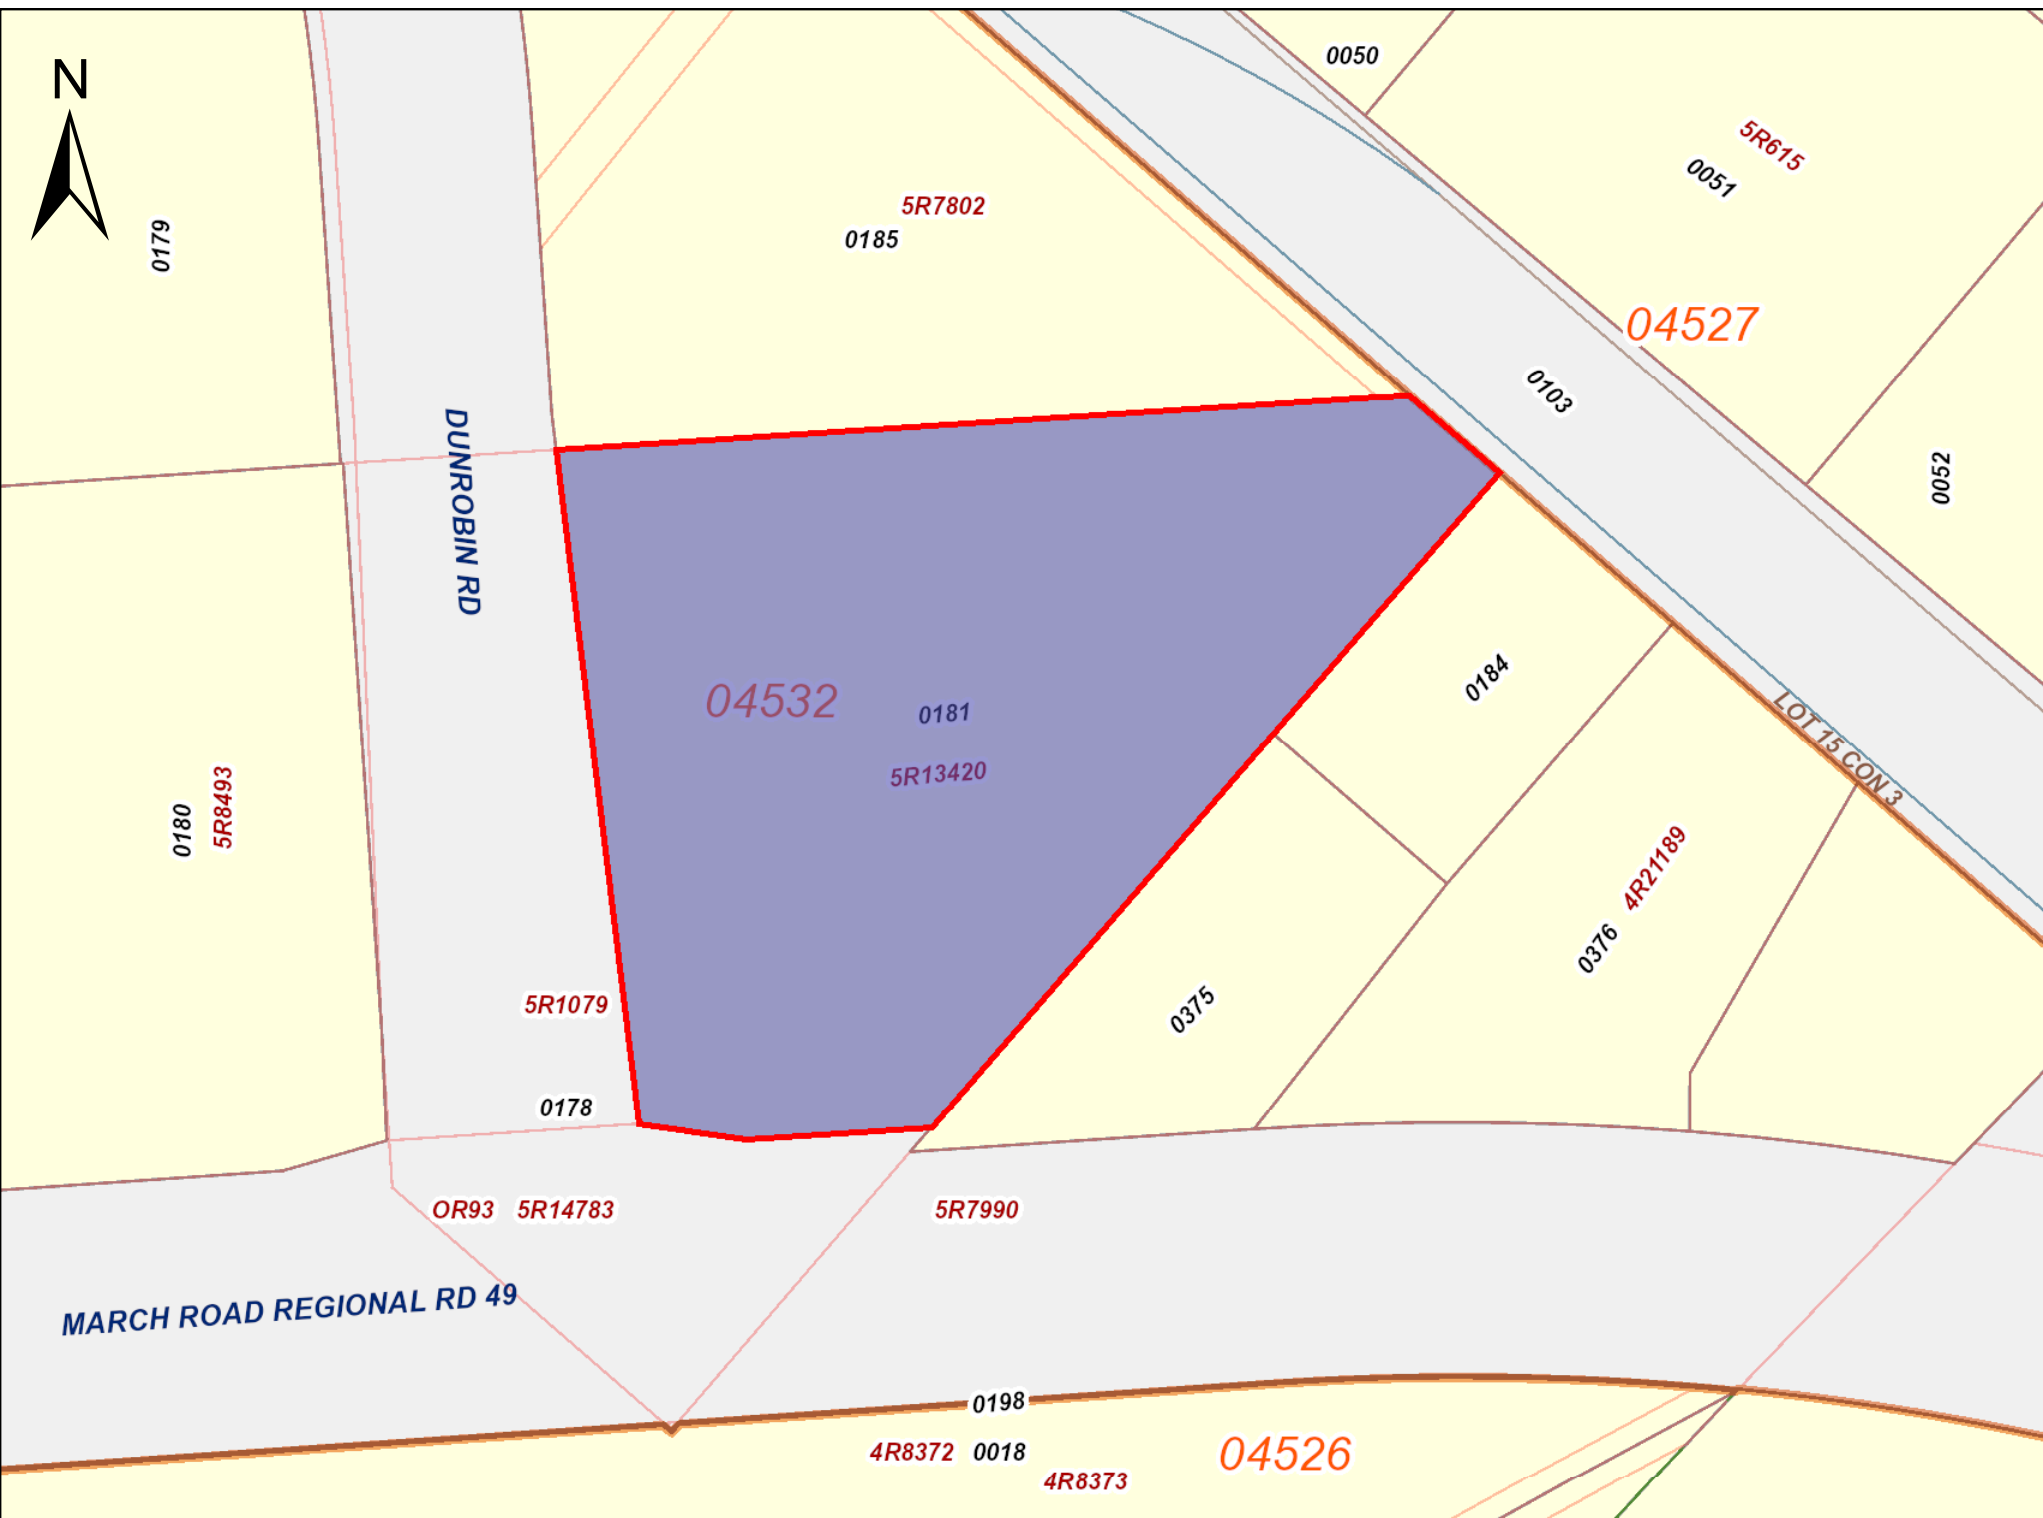 N
0050
5R615
0051
0179
5R7802
0185
04527
0103
0052
DUNROBIN RD
04532
0181
5R13420
0184
LOT 15 CON 3
0180
5R8493
4R21189
0376
5R1079
0375
0178
OR93 5R14783
5R7990
MARCH ROAD REGIONAL RD 49
0198
4R8372 0018
04526
4R8373